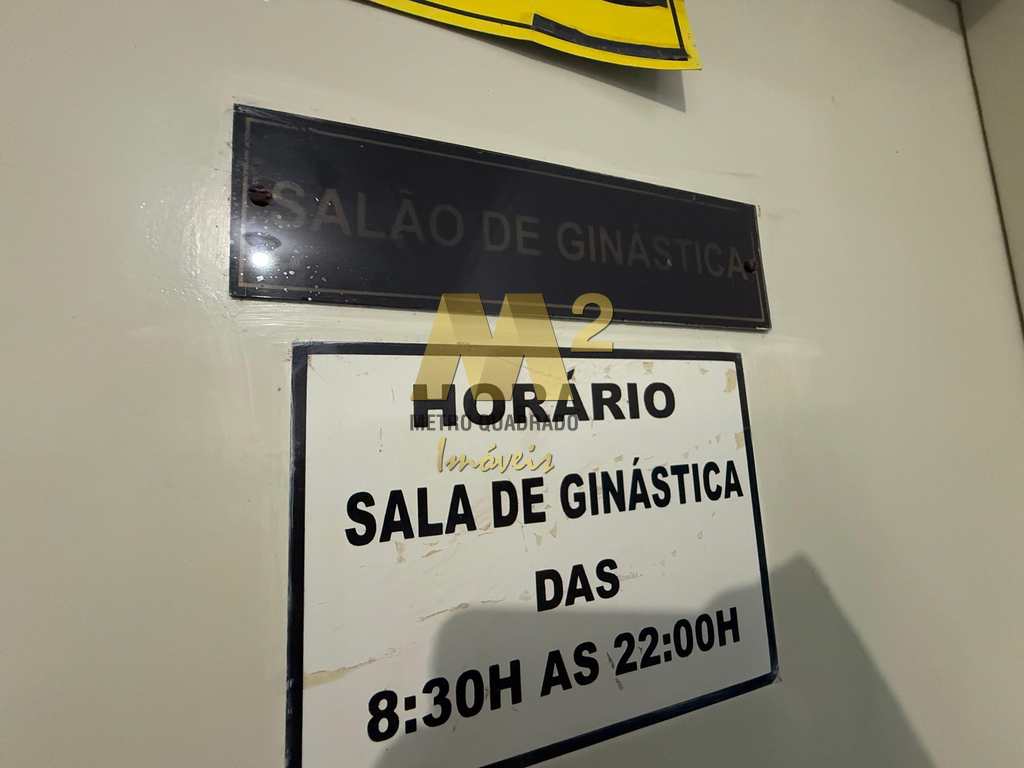 SALÃO DE GINÁSTICA
M2
HORÁRIO
METRO QUADRADO
Imóveis
SALA DE GINÁSTICA
DAS
8:30H AS 22:00H